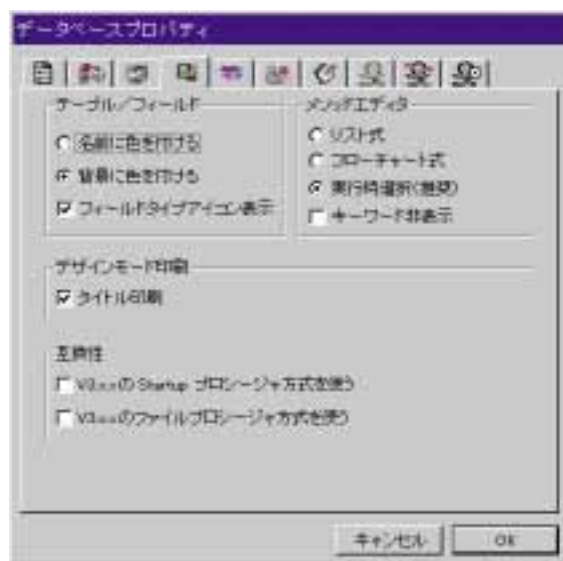 データベースプロパティ
テーブル／フィールド
名前に色を付ける
背景に色を付ける
フィールドタイプアイコン表示
メソッドエディタ
リスト式
フローチャート式
実行時選択(推奨)
キーワード非表示
デザインモード印刷
タイトル印刷
互換性
V3.x.xの Startup プロシージャ方式を使う
V3.x.xのファイルプロシージャ方式を使う
キャンセル
OK